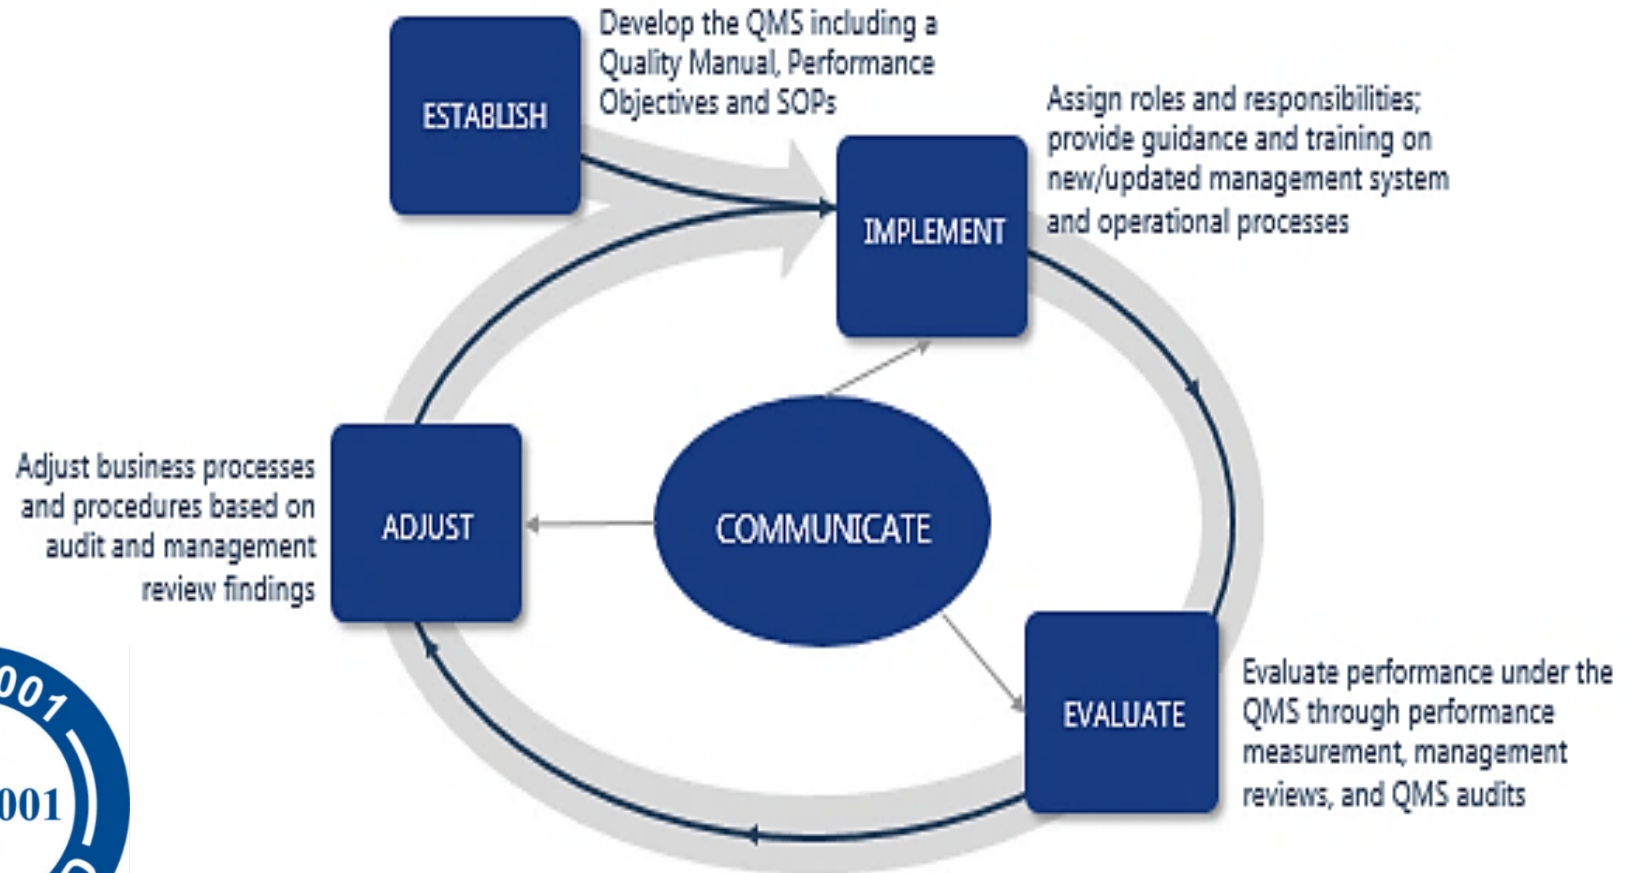 ESTABLISH
Develop the QMS including a
Quality Manual, Performance
Objectives and SOPs
IMPLEMENT
Assign roles and responsibilities;
provide guidance and training on
new/updated management system
and operational processes
COMMUNICATE
ADJUST
Adjust business processes
and procedures based on
audit and management
review findings
EVALUATE
Evaluate performance under the
QMS through performance
measurement, management
reviews, and QMS audits
001
001